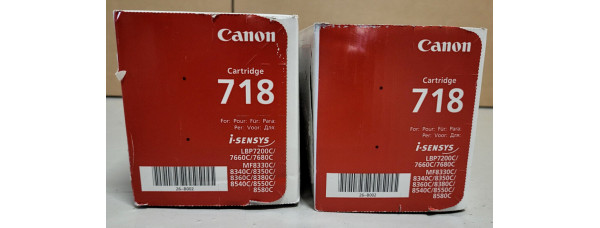 Canon
Cartridge
718
For: Pour: Für: Para
Per: Voor: Для:
i-SENSYS
LBP7200C/
7660C/7680C
MF8330C/
8340C/8350C/
8360C/8380C/
8540C/8550C/
8580C
Canon
Cartridge
718
For: Pour: Für: Para
Per: Voor: Для:
i-SENSYS
LBP7200C/
7660C/7680C
MF8330C/
8340C/8350C/
8360C/8380C/
8540C/8550C/
8580C